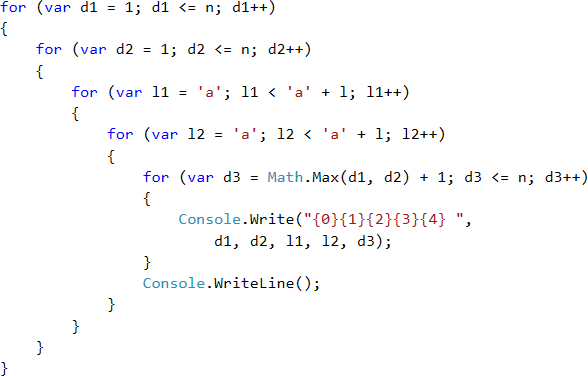 for (var d1 = 1; d1 <= n; d1++)
{
    for (var d2 = 1; d2 <= n; d2++)
    {
        for (var l1 = 'a'; l1 < 'a' + l; l1++)
        {
            for (var l2 = 'a'; l2 < 'a' + l; l2++)
            {
                for (var d3 = Math.Max(d1, d2) + 1; d3 <= n; d3++)
                {
                    Console.Write("{0}{1}{2}{3}{4} ",
                        d1, d2, l1, l2, d3);
                }
                Console.WriteLine();
            }
        }
    }
}